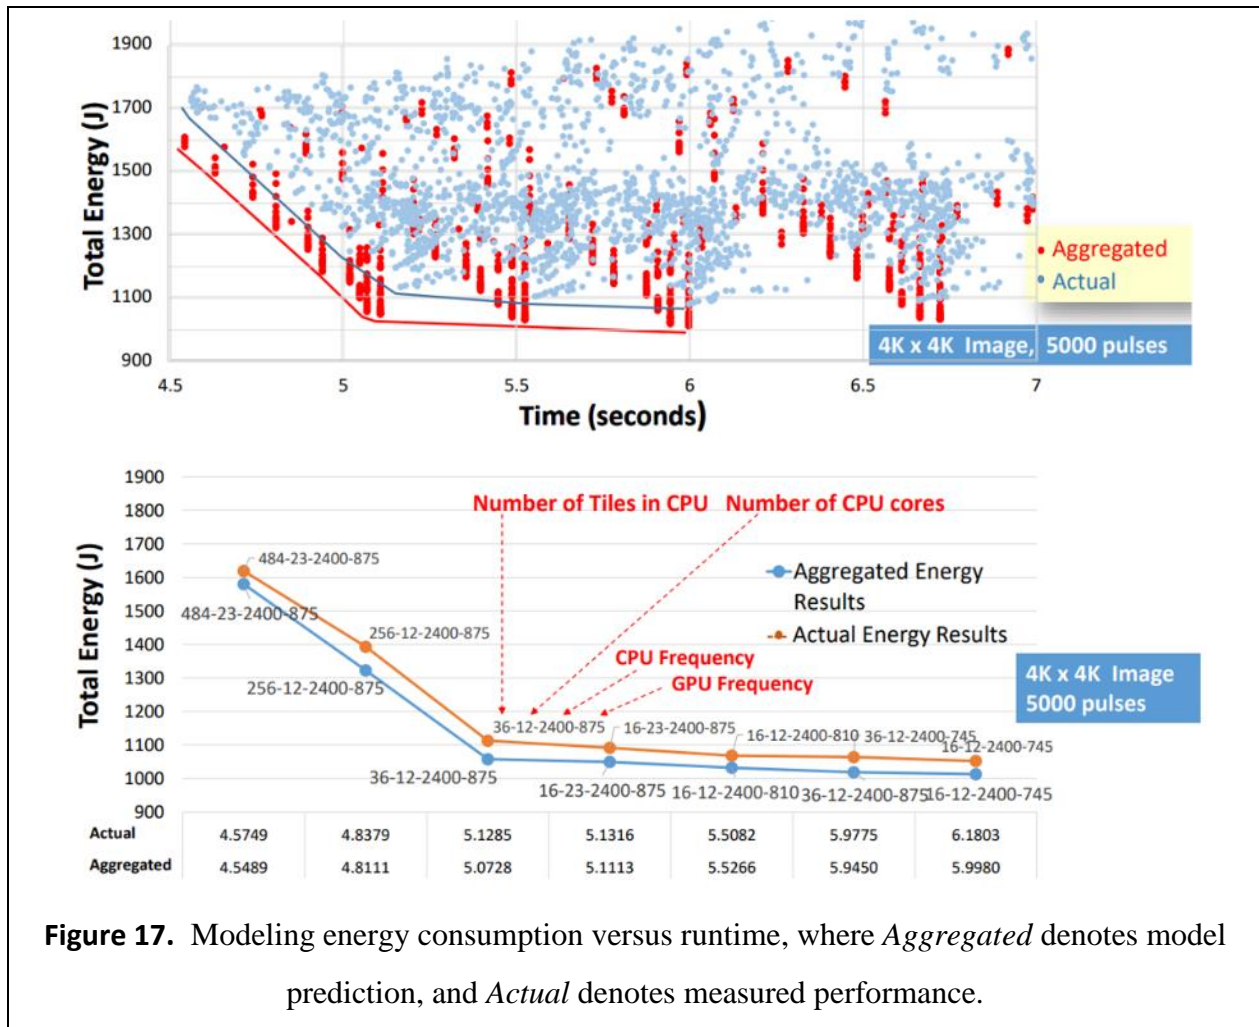 1900
1700
1500
1300
1100
900
Total Energy (J)
4.5 5 5.5 6 6.5 7
Time (seconds)
Aggregated
Actual
4K x 4K Image, 5000 pulses
1900
1800
1700
1600
1500
1400
1300
1200
1100
1000
900
Total Energy (J)
Number of Tiles in CPU Number of CPU cores
484-23-2400-875
484-23-2400-875
256-12-2400-875
256-12-2400-875
Aggregated Energy
Results
Actual Energy Results
CPU Frequency
GPU Frequency
4K x 4K Image
5000 pulses
36-12-2400-875 16-23-2400-875 16-12-2400-810 36-12-2400-745 16-12-2400-745
36-12-2400-875 16-23-2400-875 16-12-2400-810 36-12-2400-875 16-12-2400-745
Actual 4.5749 4.8379 5.1285 5.1316 5.5082 5.9775 6.1803
Aggregated 4.5489 4.8111 5.0728 5.1113 5.5266 5.9450 5.9980
Figure 17. Modeling energy consumption versus runtime, where Aggregated denotes model
prediction, and Actual denotes measured performance.